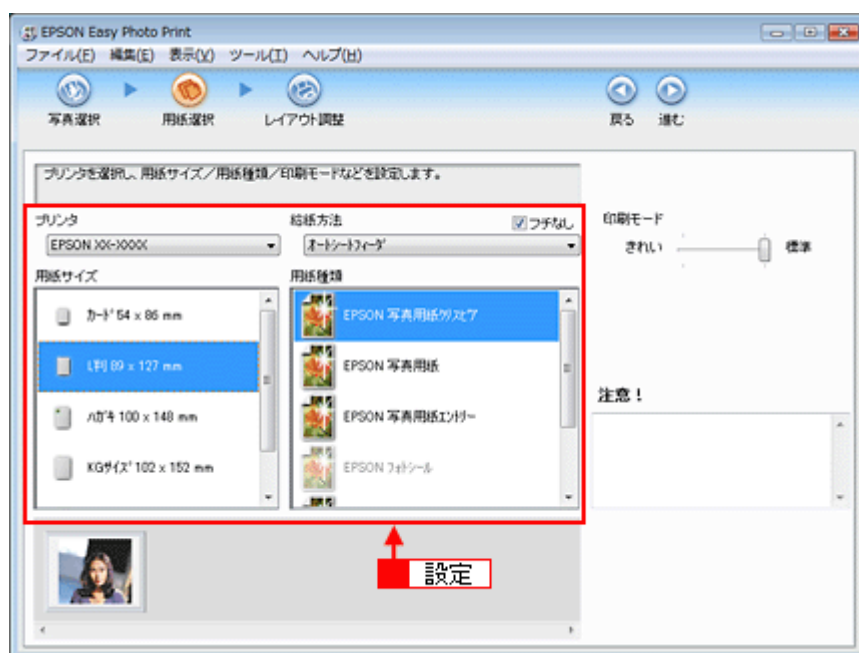 EPSON Easy Photo Print
ファイル(F) 編集(E) 表示(V) ツール(T) ヘルプ(H)
写真選択 用紙選択 レイアウト調整 戻る 進む
プリンタを選択し、用紙サイズ/用紙種類/印刷モードなどを設定します。
プリンタ 給紙方法 フチなし 印刷モード
EPSON XX-XXXX オートシートフィーダ きれい 標準
用紙サイズ 用紙種類
カード 54 x 86 mm EPSON 写真用紙クリスピア
L判 89 x 127 mm EPSON 写真用紙
注意!
ハガキ 100 x 148 mm EPSON 写真用紙エントリー
KGサイズ 102 x 152 mm EPSON フォトシール
設定